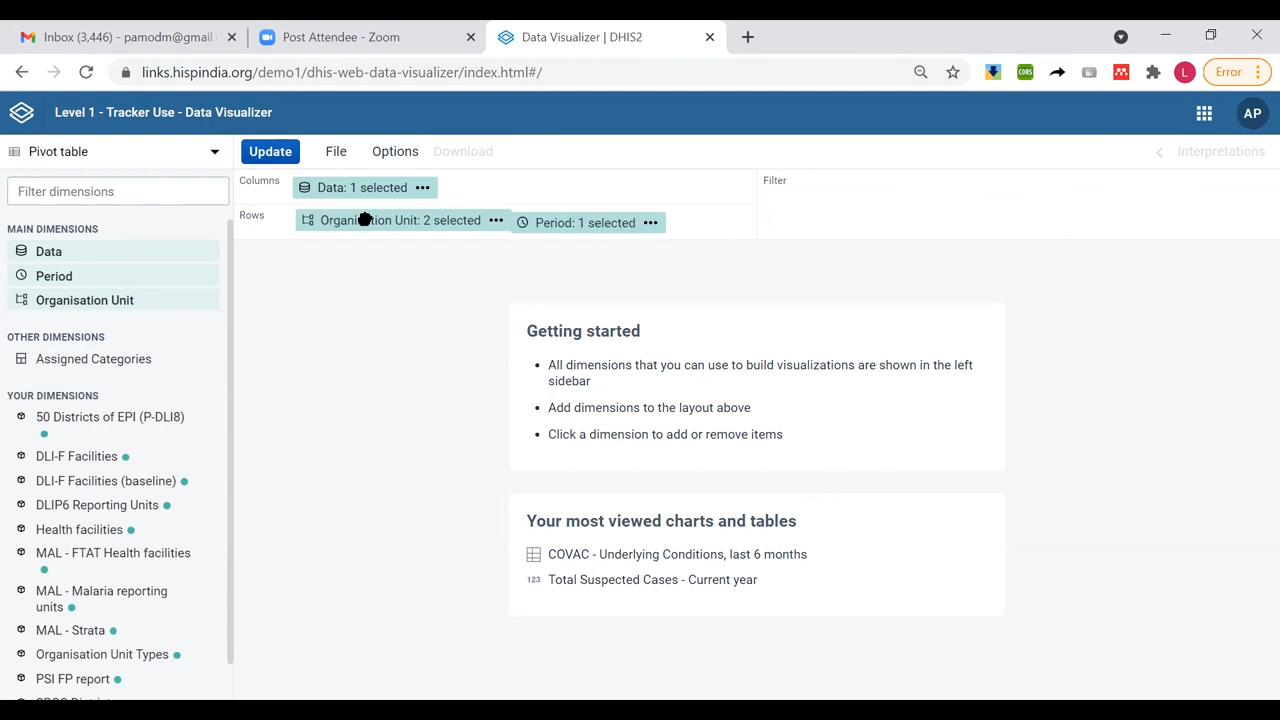 Inbox (3,446) - pamodm@gmail.
Post Attendee - Zoom
Data Visualizer | DHIS2
links.hispindia.org/demo1/dhis-web-data-visualizer/index.html#/
CORS
L
Error
Level 1 - Tracker Use - Data Visualizer
AP
Pivot table
Update
File
Options
Download
Interpretations
Filter dimensions
Columns
Data: 1 selected
Filter
Rows
Organisation Unit: 2 selected
Period: 1 selected
MAIN DIMENSIONS
Data
Period
Organisation Unit
OTHER DIMENSIONS
Assigned Categories
YOUR DIMENSIONS
50 Districts of EPI (P-DLI8)
DLI-F Facilities
DLI-F Facilities (baseline)
DLIP6 Reporting Units
Health facilities
MAL - FTAT Health facilities
MAL - Malaria reporting
units
MAL - Strata
Organisation Unit Types
PSI FP report
Getting started
All dimensions that you can use to build visualizations are shown in the left
sidebar
Add dimensions to the layout above
Click a dimension to add or remove items
Your most viewed charts and tables
COVAC - Underlying Conditions, last 6 months
123 Total Suspected Cases - Current year